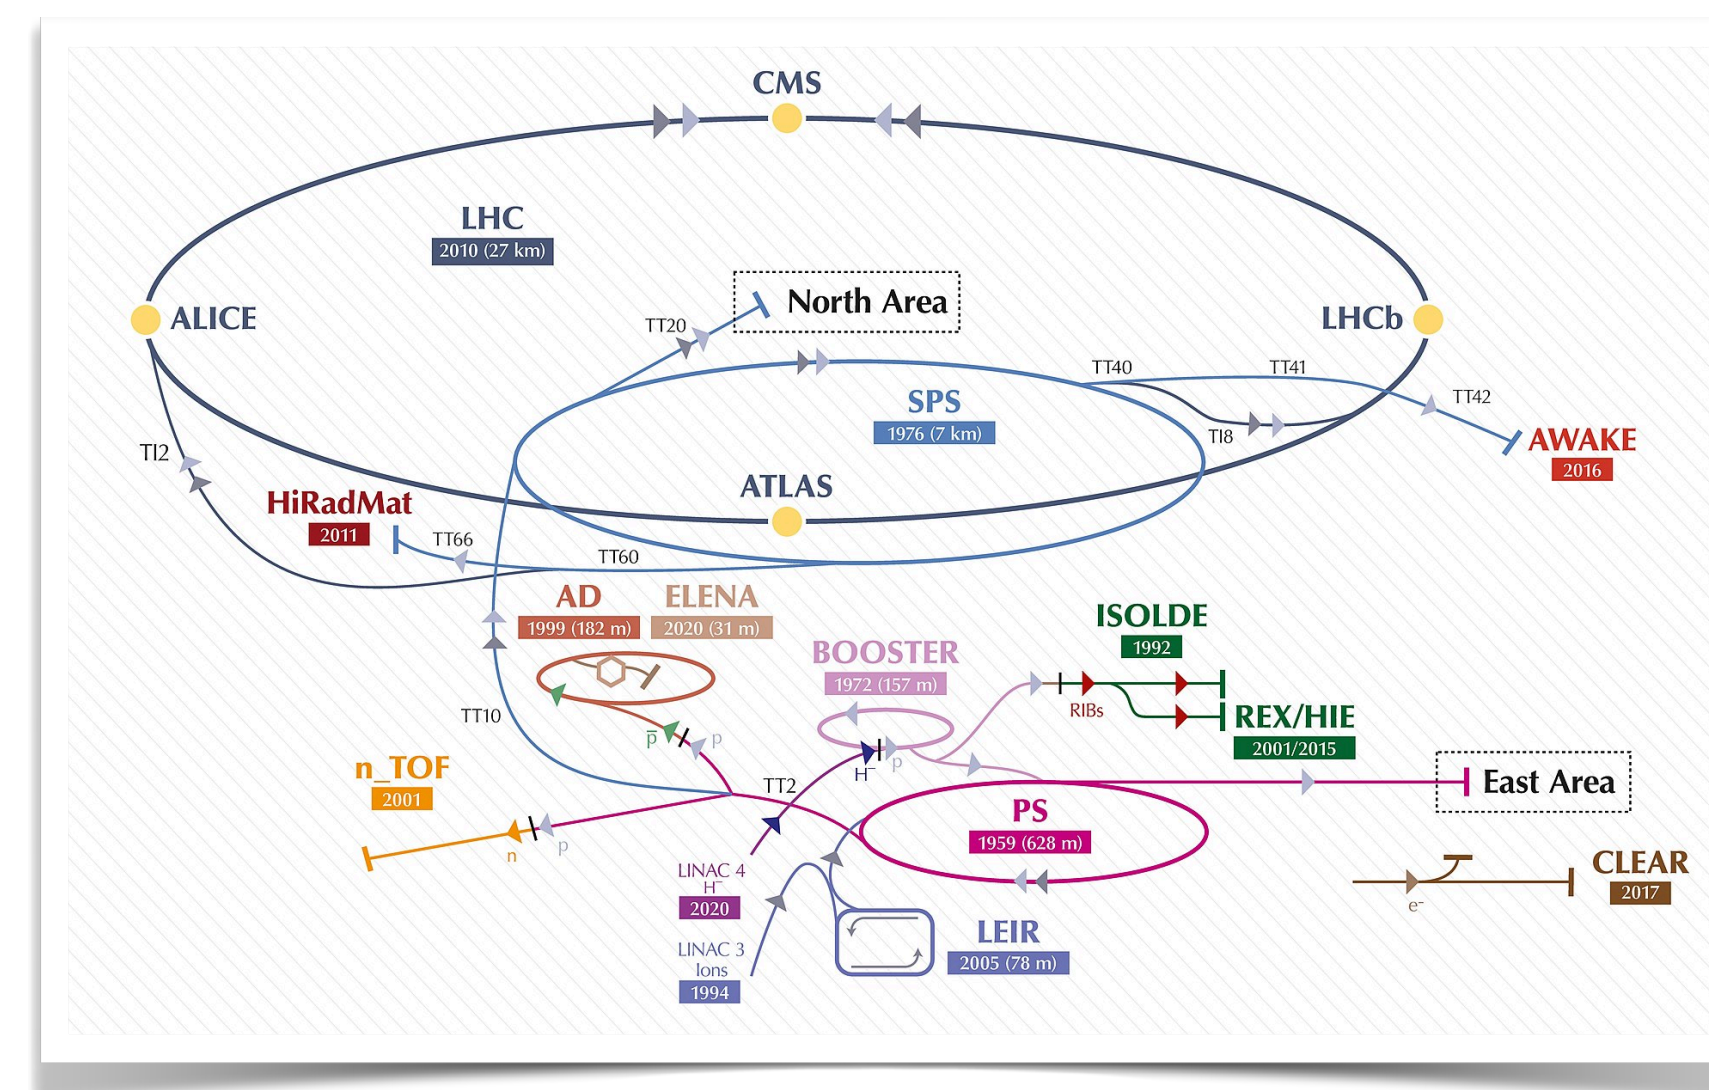 CMS
LHC
2010 (27 km)
North Area
ALICE
LHCb
TT20
TT40
TT41
TT42
SPS
1976 (7 km)
TI8
AWAKE
2016
TI2
ATLAS
HiRadMat
2011
TT66
TT60
AD
1999 (182 m)
ELENA
2020 (31 m)
ISOLDE
1992
BOOSTER
1972 (157 m)
RIBs
REX/HIE
2001/2015
TT10
p̅
p
H⁻
p
n_TOF
2001
TT2
East Area
PS
1959 (628 m)
n
p
LINAC 4
H⁻
2020
CLEAR
2017
e⁻
LINAC 3
Ions
1994
LEIR
2005 (78 m)